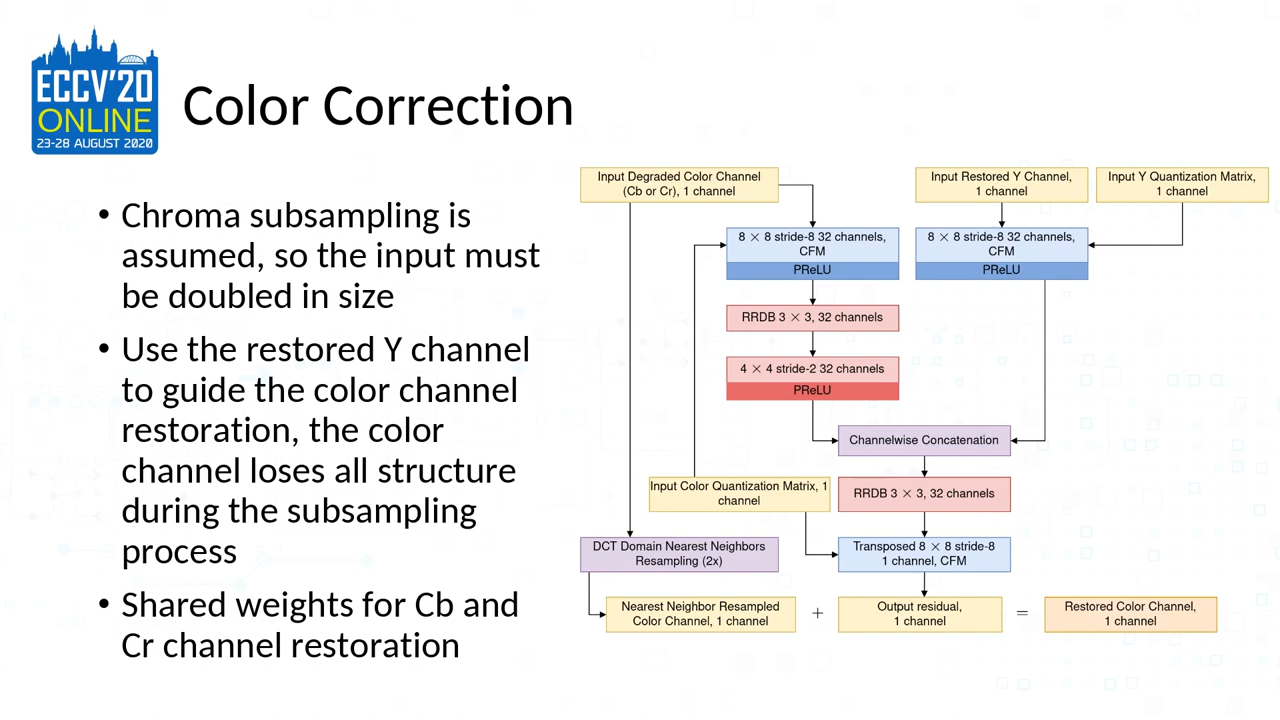 ECCV'20
ONLINE
23-28 AUGUST 2020
Color Correction
• Chroma subsampling is
assumed, so the input must
be doubled in size
• Use the restored Y channel
to guide the color channel
restoration, the color
channel loses all structure
during the subsampling
process
• Shared weights for Cb and
Cr channel restoration
Input Degraded Color Channel
(Cb or Cr), 1 channel
Input Restored Y Channel,
1 channel
Input Y Quantization Matrix,
1 channel
8 × 8 stride-8 32 channels,
CFM
PReLU
8 × 8 stride-8 32 channels,
CFM
PReLU
RRDB 3 × 3, 32 channels
4 × 4 stride-2 32 channels
PReLU
Channelwise Concatenation
Input Color Quantization Matrix, 1
channel
RRDB 3 × 3, 32 channels
DCT Domain Nearest Neighbors
Resampling (2x)
Transposed 8 × 8 stride-8
1 channel, CFM
Nearest Neighbor Resampled
Color Channel, 1 channel
+
Output residual,
1 channel
=
Restored Color Channel,
1 channel